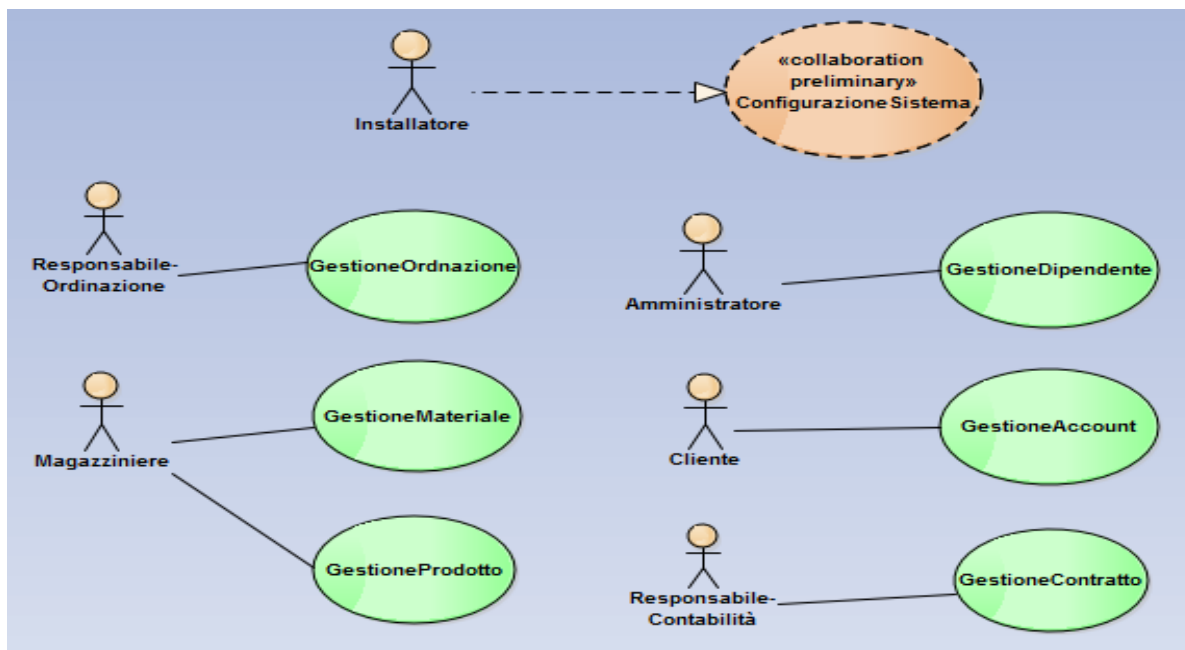 «collaboration
preliminary»
ConfigurazioneSistema
Installatore
Responsabile-
Ordinazione
GestioneOrdnazione
Amministratore
GestioneDipendente
Magazziniere
GestioneMateriale
Cliente
GestioneAccount
GestioneProdotto
Responsabile-
Contabilità
GestioneContratto